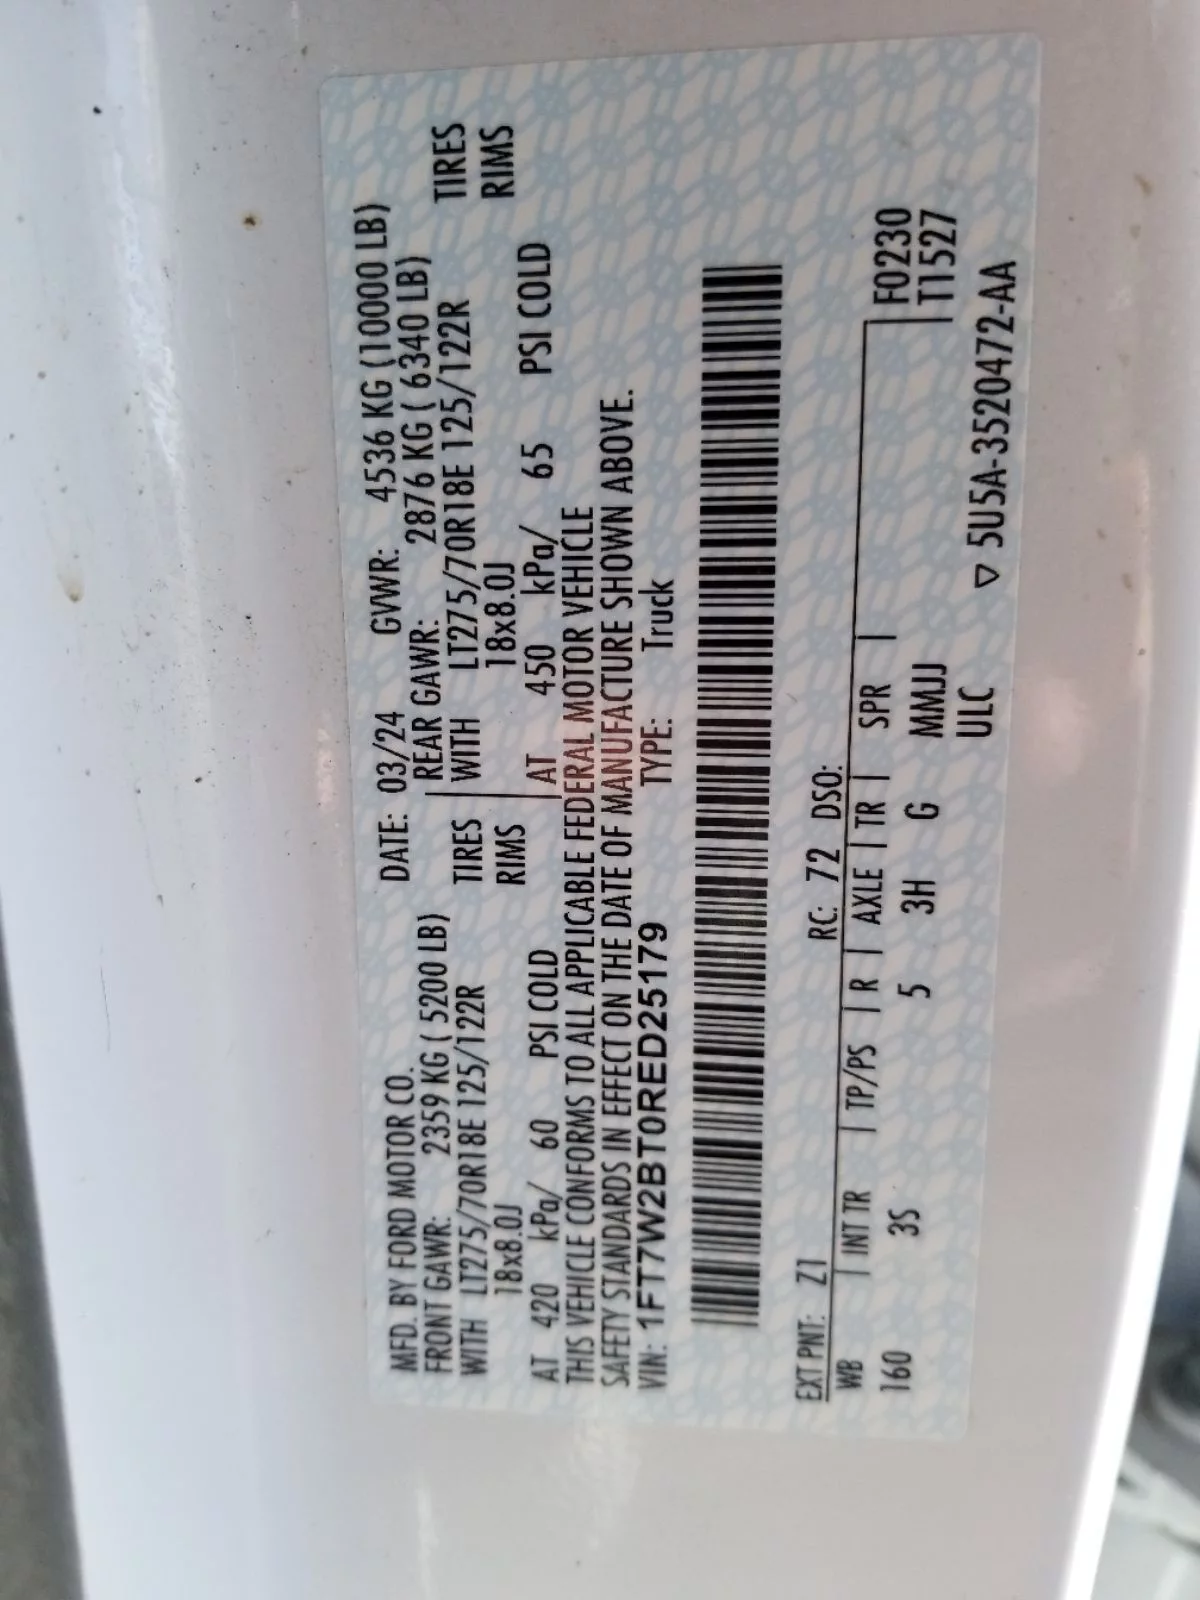 MFD. BY FORD MOTOR CO. DATE: 03/24 GVWR: 4536 KG (10000 LB)
FRONT GAWR: 2359 KG ( 5200 LB) REAR GAWR: 2876 KG ( 6340 LB)
WITH LT275/70R18E 125/122R TIRES WITH LT275/70R18E 125/122R TIRES
18x8.0J RIMS 18x8.0J RIMS
AT 420 kPa/ 60 PSI COLD AT 450 kPa/ 65 PSI COLD
THIS VEHICLE CONFORMS TO ALL APPLICABLE FEDERAL MOTOR VEHICLE
SAFETY STANDARDS IN EFFECT ON THE DATE OF MANUFACTURE SHOWN ABOVE.
VIN: 1FT7W2BT0RED25179 TYPE: Truck
EXT PNT: Z1 RC: 72 DSO:
WB | INT TR | TP/PS | R | AXLE | TR | SPR | F0230
160 3S 5 3H G MMJJ T1527
ULC
▽ 5U5A-3520472-AA